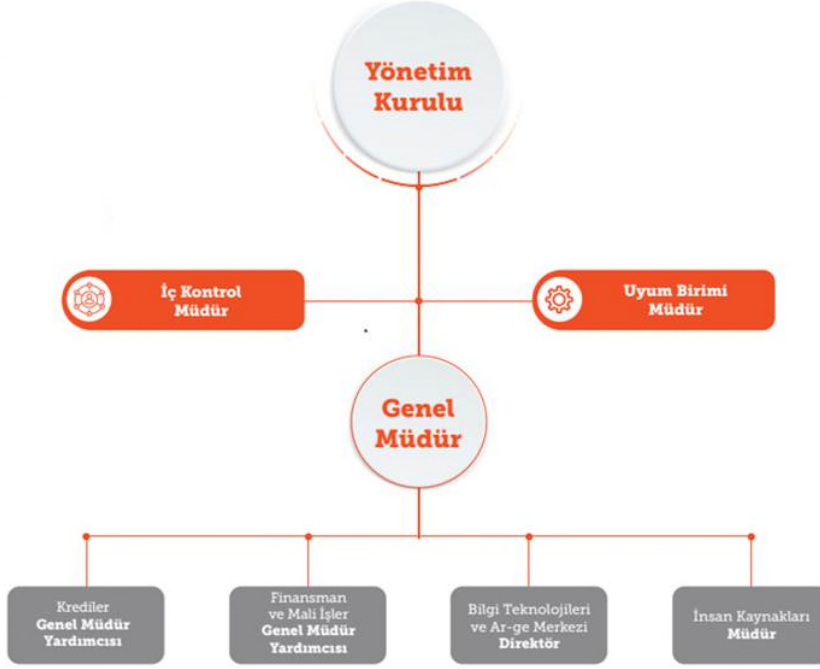 Yönetim
Kurulu
İç Kontrol
Müdür
Uyum Birimi
Müdür
Genel
Müdür
Krediler
Genel Müdür
Yardımcısı
Finansman
ve Mali İşler
Genel Müdür
Yardımcısı
Bilgi Teknolojileri
ve Ar-ge Merkezi
Direktör
İnsan Kaynakları
Müdür